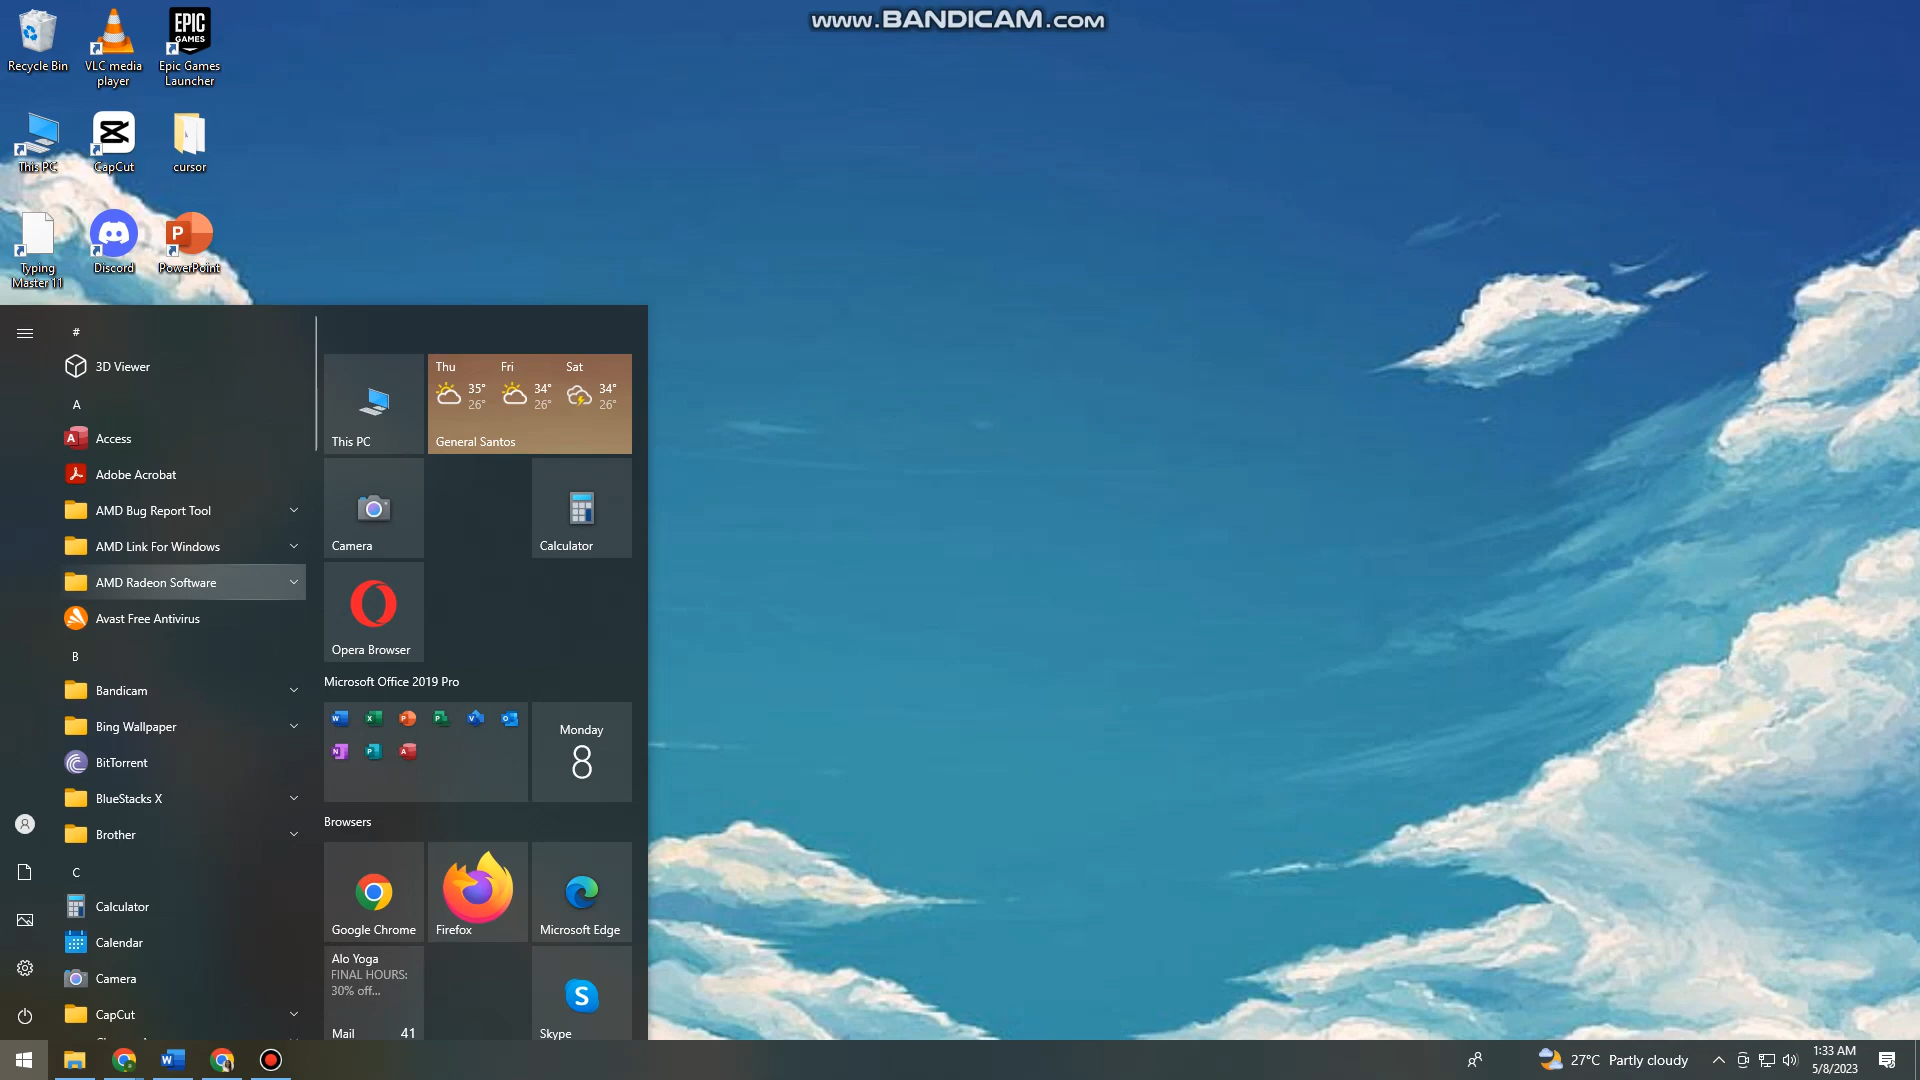 www.BANDICAM.com
Recycle Bin
VLC media
player
EPIC
GAMES
Epic Games
Launcher
This PC
CapCut
cursor
Typing
Master 11
Discord
P
PowerPoint
#
3D Viewer
A
Access
Adobe Acrobat
AMD Bug Report Tool
AMD Link For Windows
AMD Radeon Software
Avast Free Antivirus
B
Bandicam
Bing Wallpaper
BitTorrent
BlueStacks X
Brother
C
Calculator
Calendar
Camera
CapCut
This PC
Thu Fri Sat
35° 34° 34°
26° 26° 26°
General Santos
Camera
Calculator
Opera Browser
Microsoft Office 2019 Pro
Monday
8
Browsers
Google Chrome
Firefox
Microsoft Edge
Alo Yoga
FINAL HOURS:
30% off...
Mail 41
Skype
27°C Partly cloudy
1:33 AM
5/8/2023